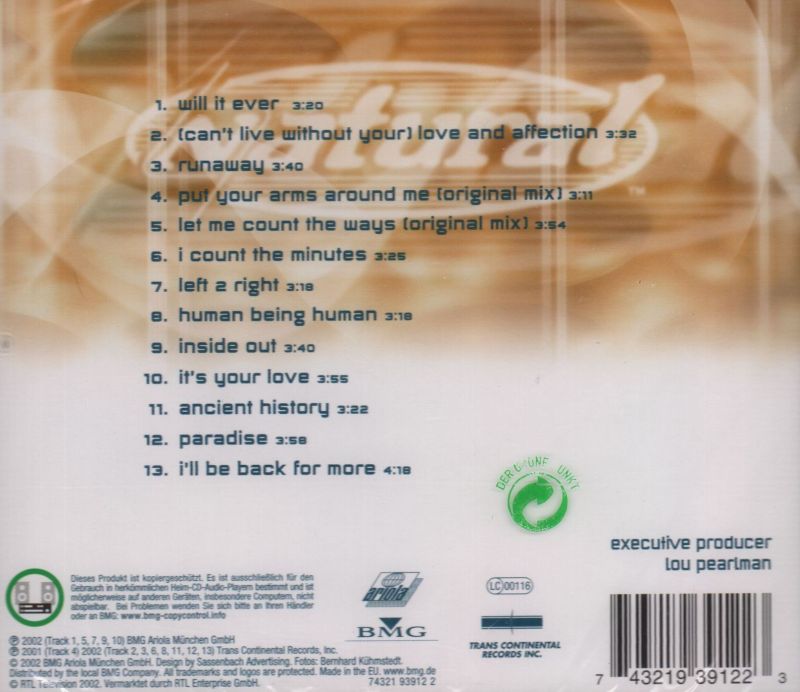 Natural
™
1. will it ever 3:20
2. (can't live without your) love and affection 3:32
3. runaway 3:40
4. put your arms around me (original mix) 3:11
5. let me count the ways (original mix) 3:54
6. i count the minutes 3:25
7. left 2 right 3:18
8. human being human 3:18
9. inside out 3:40
10. it's your love 3:55
11. ancient history 3:22
12. paradise 3:58
13. i'll be back for more 4:18
DER GRÜNE PUNKT
executive producer
lou pearlman
Dieses Produkt ist kopiergeschützt. Es ist ausschließlich für den
Gebrauch in herkömmlichen Heim-CD-Audio-Playern bestimmt und ist
möglicherweise auf anderen Geräten, insbesondere Computern, nicht
abspielbar. Bei Problemen wenden Sie sich bitte an Ihren Händler
oder an BMG: www.bmg-copycontrol.info
ariola
BMG
LC 00116
TRANS CONTINENTAL
RECORDS INC.
℗ 2002 (Track 1, 5, 7, 9, 10) BMG Ariola München GmbH
℗ 2001 (Track 4) 2002 (Track 2, 3, 6, 8, 11, 12, 13) Trans Continental Records, Inc.
© 2002 BMG Ariola München GmbH. Design by Sassenbach Advertising. Fotos: Bernhard Kühmstedt.
Distributed by the local BMG Company. All trademarks and logos are protected. Made in the EU. www.bmg.de
© RTL Television 2002. Vermarktet durch RTL Enterprise GmbH. 74321 93912 2
7 43219 39122 3